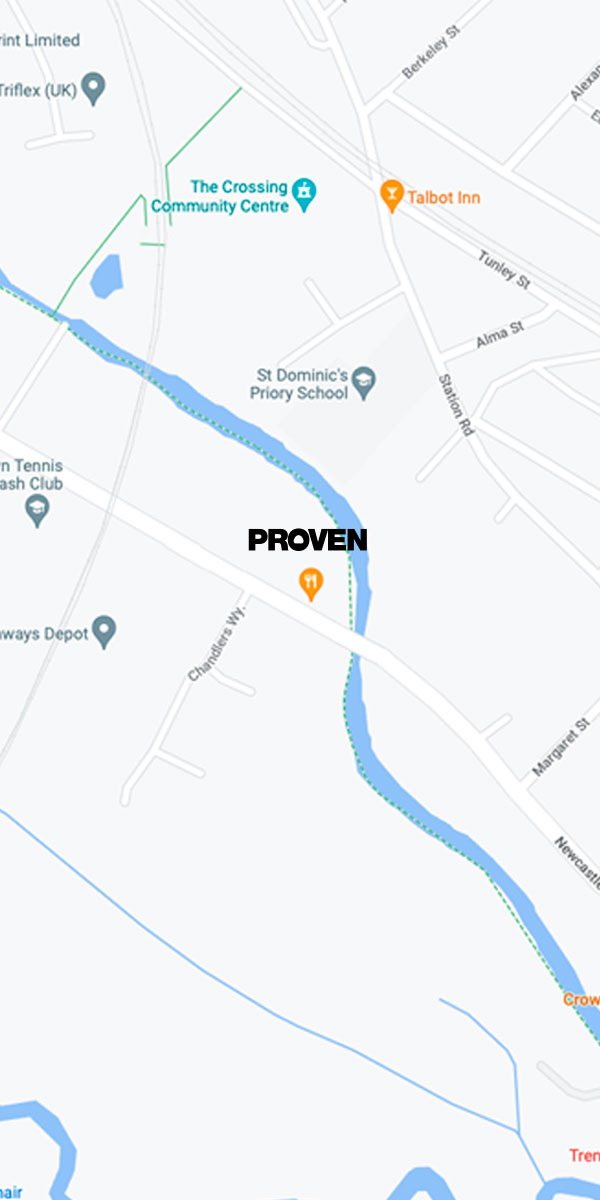 rint Limited
Berkeley St
Triflex (UK)
The Crossing
Community Centre
Talbot Inn
Tunley St
Alma St
St Dominic's
Priory School
Station Rd
n Tennis
ash Club
PROVEN
Chandlers Wy.
ways Depot
Margaret St
Newcastle
Crow
Tren
hair